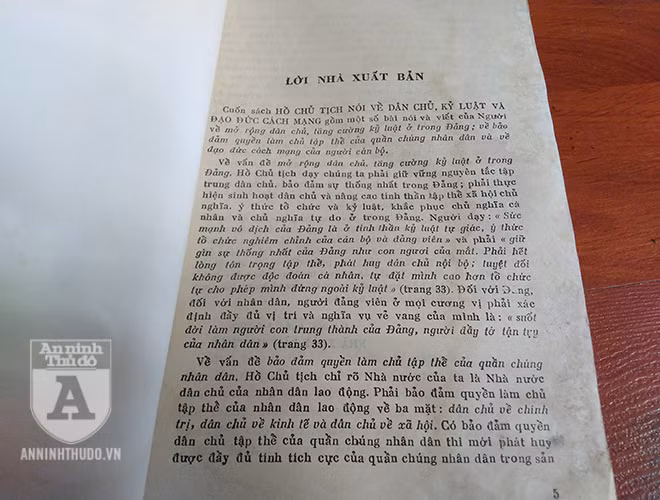 LỜI NHÀ XUẤT BẢN
Cuốn sách HỒ CHỦ TỊCH NÓI VỀ DÂN CHỦ, KỶ LUẬT VÀ
ĐẠO ĐỨC CÁCH MẠNG gồm một số bài nói và viết của Người
về mở rộng dân chủ, tăng cường kỷ luật ở trong Đảng; về bảo
đảm quyền làm chủ tập thể của quần chúng nhân dân và về
đạo đức cách mạng của người cán bộ.
Về vấn đề mở rộng dân chủ, tăng cường kỷ luật ở trong
Đảng, Hồ Chủ tịch dạy chúng ta phải giữ vững nguyên tắc tập
trung dân chủ, bảo đảm sự thống nhất trong Đảng; phải thực
hiện sinh hoạt dân chủ và nâng cao tinh thần tập thể xã hội chủ
nghĩa, ý thức tổ chức và kỷ luật, khắc phục chủ nghĩa cá
nhân và chủ nghĩa tự do ở trong Đảng. Người dạy: « Sức
mạnh vô địch của Đảng là ở tinh thần kỷ luật tự giác, ý thức
tổ chức nghiêm chỉnh của cán bộ và đảng viên » và phải « giữ
gìn sự thống nhất của Đảng như con ngươi của mắt. Phải hết
lòng tôn trọng tập thể, phát huy dân chủ nội bộ; tuyệt đối
không được độc đoán cá nhân, tự đặt mình cao hơn tổ chức
tự cho phép mình đứng ngoài kỷ luật » (trang 33). Đối với Đảng,
đối với nhân dân, người đảng viên ở mọi cương vị phải xác
định đầy đủ vị trí và nghĩa vụ vẻ vang của mình là: « suốt
đời làm người con trung thành của Đảng, người đầy tớ tận tụy
của nhân dân » (trang 33).
Về vấn đề bảo đảm quyền làm chủ tập thể của quần chúng
nhân dân, Hồ Chủ tịch chỉ rõ Nhà nước của ta là Nhà nước
dân chủ của nhân dân lao động. Phải bảo đảm quyền làm chủ
tập thể của nhân dân lao động về ba mặt: dân chủ về chính
trị, dân chủ về kinh tế và dân chủ về xã hội. Có bảo đảm quyền
dân chủ tập thể của quần chúng nhân dân thì mới phát huy
được đầy đủ tính tích cực của quần chúng nhân dân trong sản
5
An ninh
Thủ đô
A
ANNINHTHUDO.VN